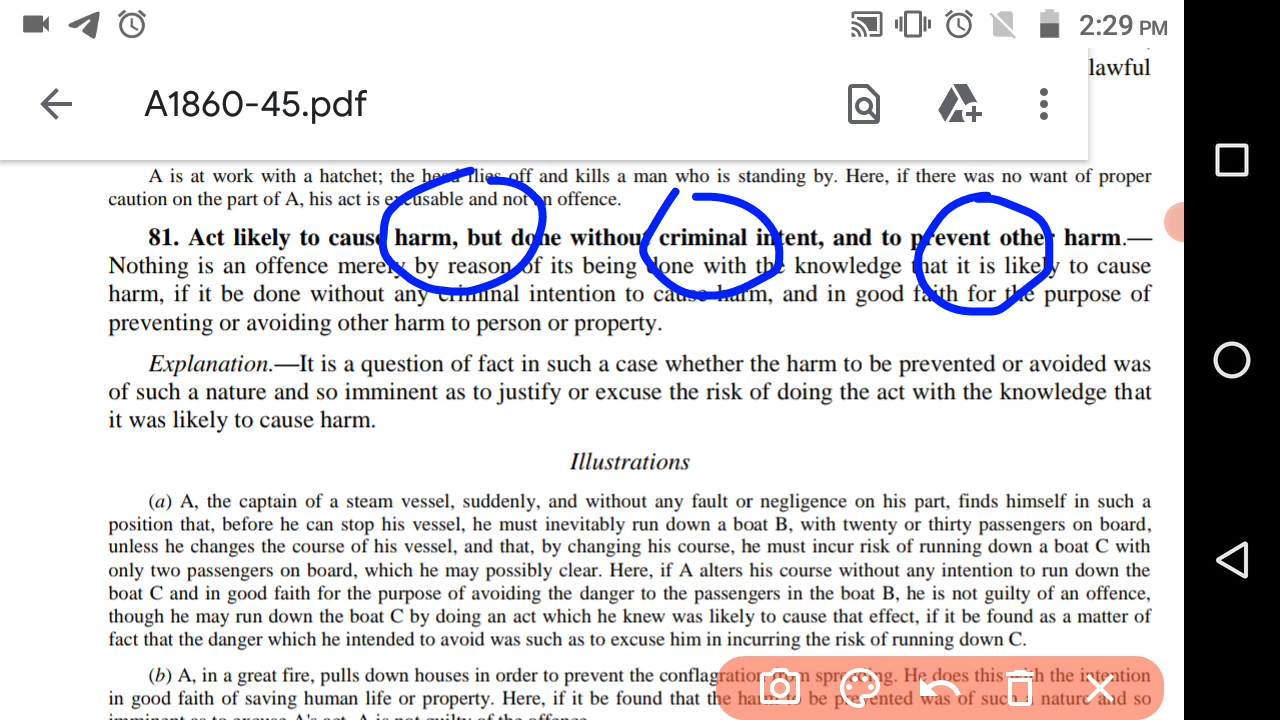 2:29 PM
lawful
A1860-45.pdf
A is at work with a hatchet; the head flies off and kills a man who is standing by. Here, if there was no want of proper
caution on the part of A, his act is excusable and not an offence.
81. Act likely to cause harm, but done without criminal intent, and to prevent other harm.—
Nothing is an offence merely by reason of its being done with the knowledge that it is likely to cause
harm, if it be done without any criminal intention to cause harm, and in good faith for the purpose of
preventing or avoiding other harm to person or property.
Explanation.—It is a question of fact in such a case whether the harm to be prevented or avoided was
of such a nature and so imminent as to justify or excuse the risk of doing the act with the knowledge that
it was likely to cause harm.
Illustrations
(a) A, the captain of a steam vessel, suddenly, and without any fault or negligence on his part, finds himself in such a
position that, before he can stop his vessel, he must inevitably run down a boat B, with twenty or thirty passengers on board,
unless he changes the course of his vessel, and that, by changing his course, he must incur risk of running down a boat C with
only two passengers on board, which he may possibly clear. Here, if A alters his course without any intention to run down the
boat C and in good faith for the purpose of avoiding the danger to the passengers in the boat B, he is not guilty of an offence,
though he may run down the boat C by doing an act which he knew was likely to cause that effect, if it be found as a matter of
fact that the danger which he intended to avoid was such as to excuse him in incurring the risk of running down C.
(b) A, in a great fire, pulls down houses in order to prevent the conflagration from spreading. He does this with the intention
in good faith of saving human life or property. Here, if it be found that the harm to be prevented was of such a nature and so
imminent as to excuse A's act, A is not guilty of the offence.